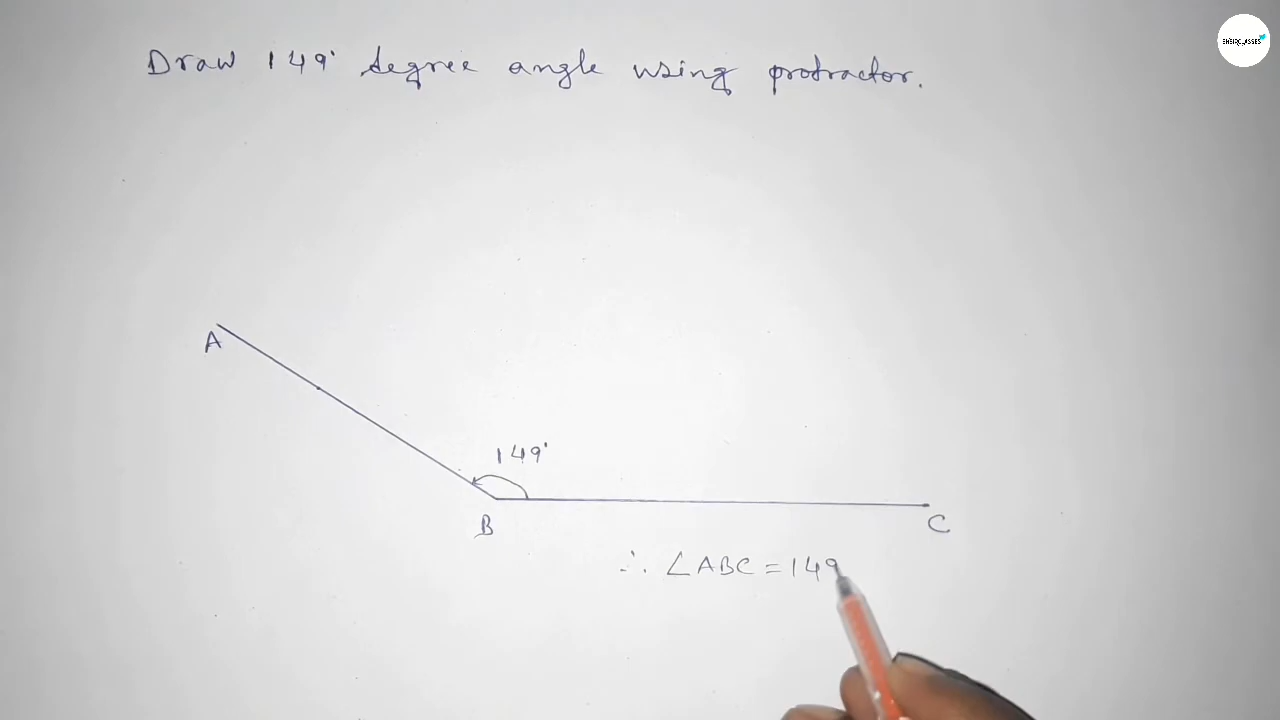 Draw 149° degree angle using protractor.
A
149°
B
C
∴ ∠ABC = 149